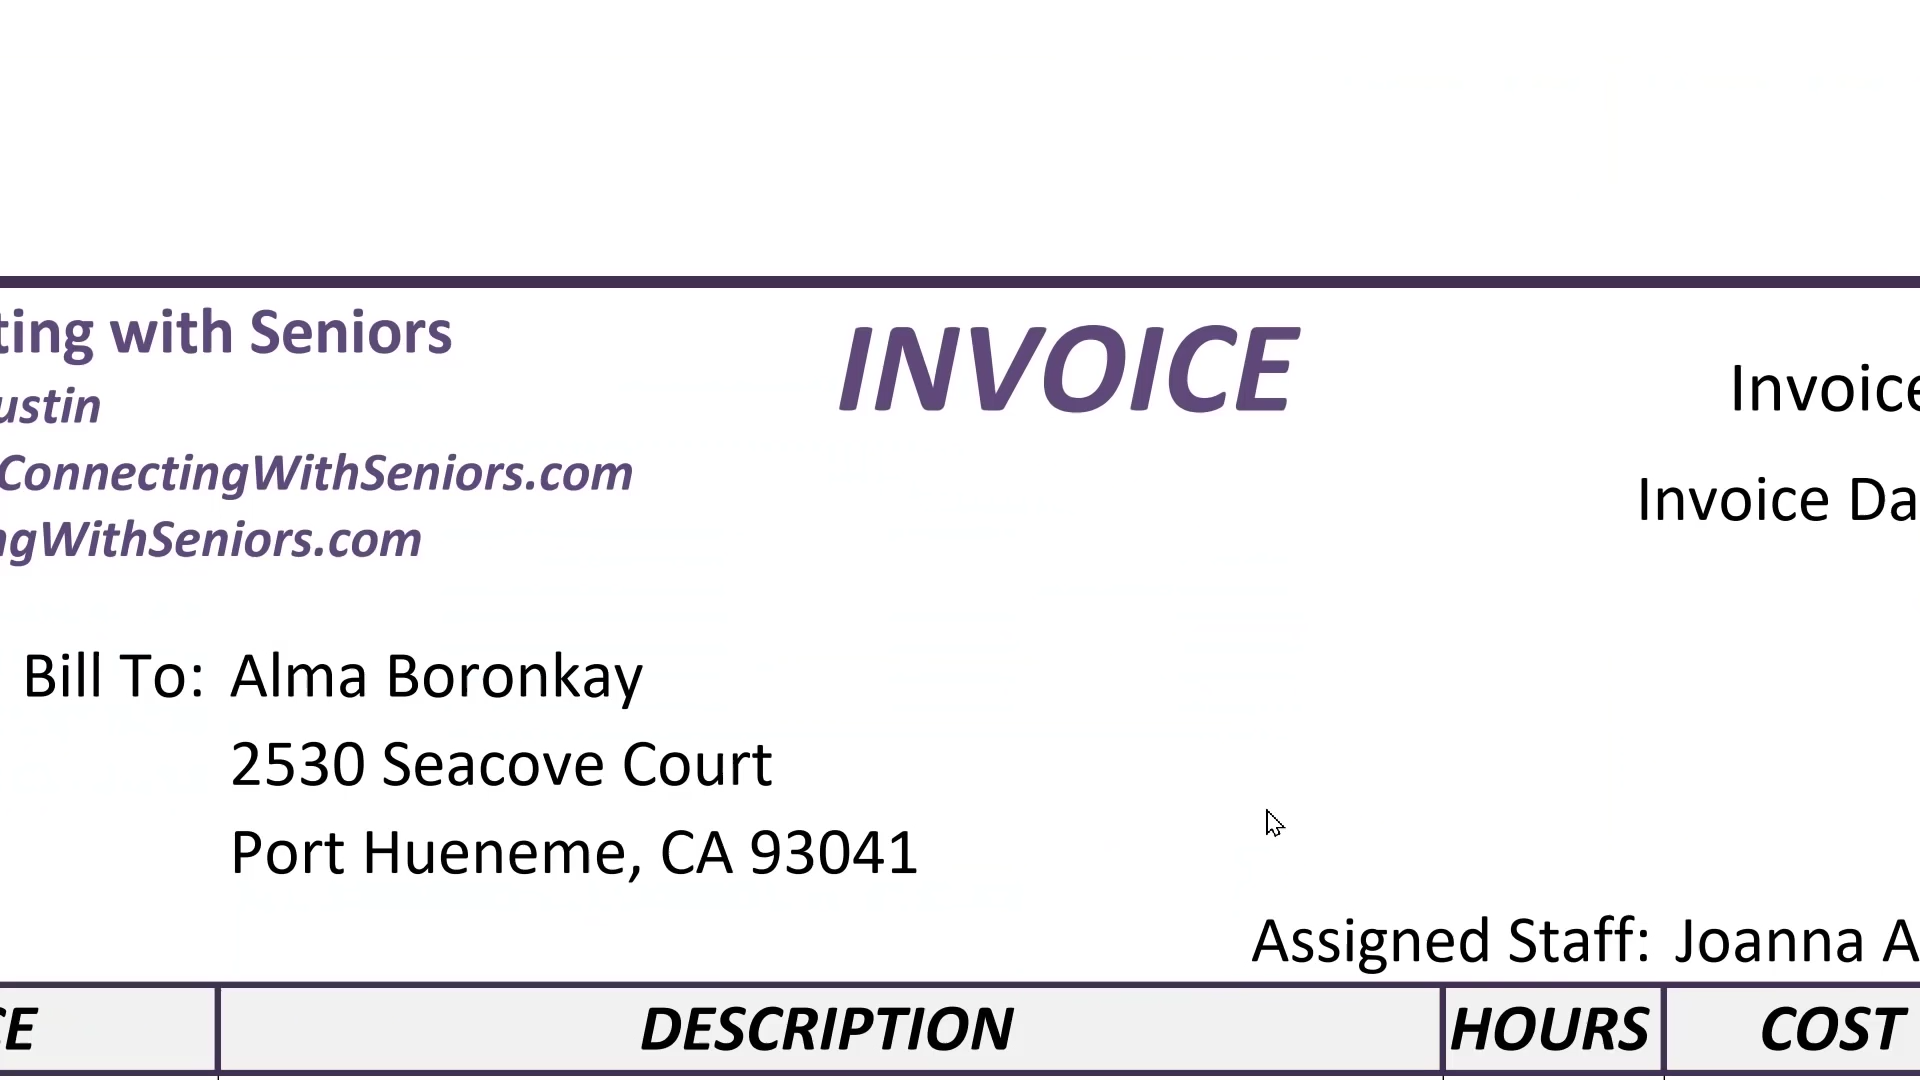 ting with Seniors
INVOICE
Invoice
ustin
ConnectingWithSeniors.com
Invoice Da
ngWithSeniors.com
Bill To: Alma Boronkay
2530 Seacove Court
Port Hueneme, CA 93041
Assigned Staff: Joanna A
CE DESCRIPTION HOURS COST